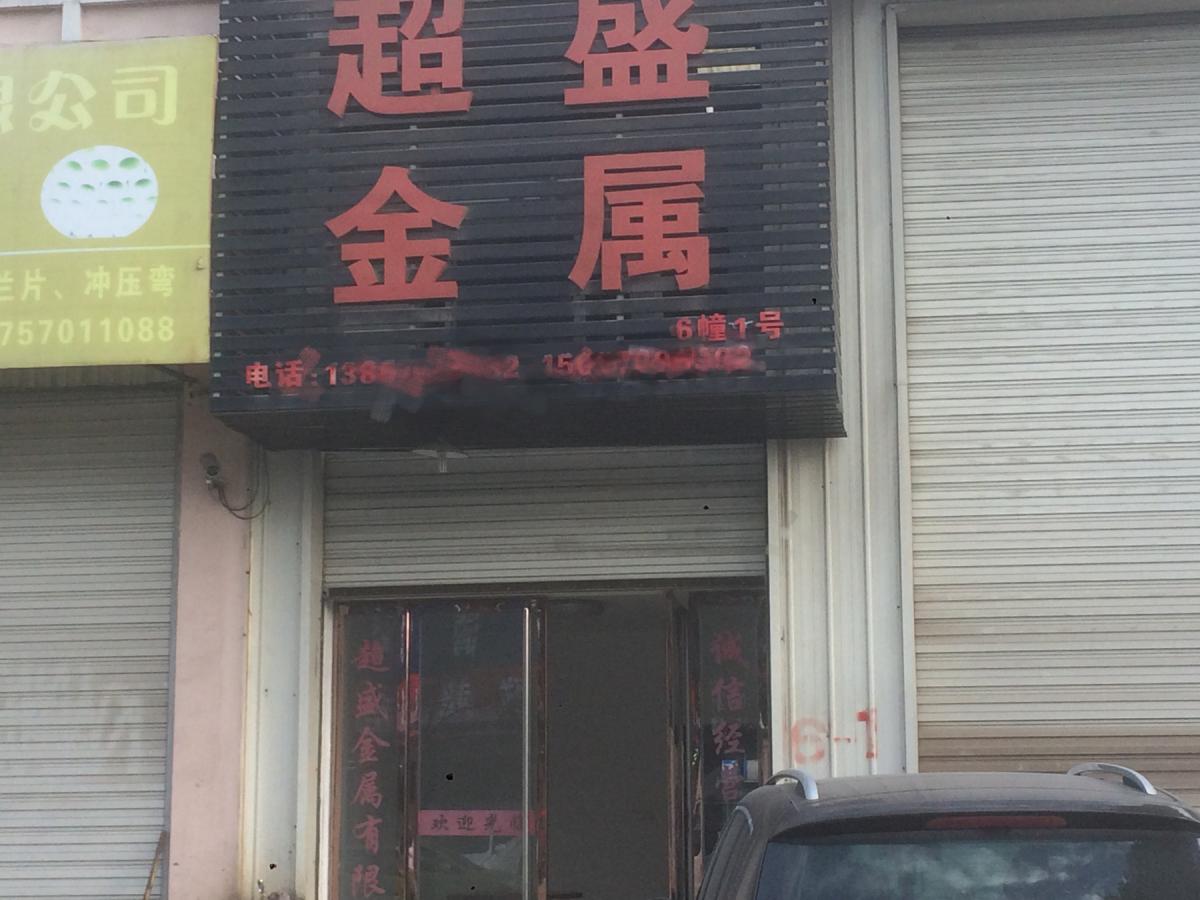 超盛
金属
6幢1号
电话:
公司
片、冲压弯
757011088
超盛金属有限
诚信经营
欢迎光临
6-1